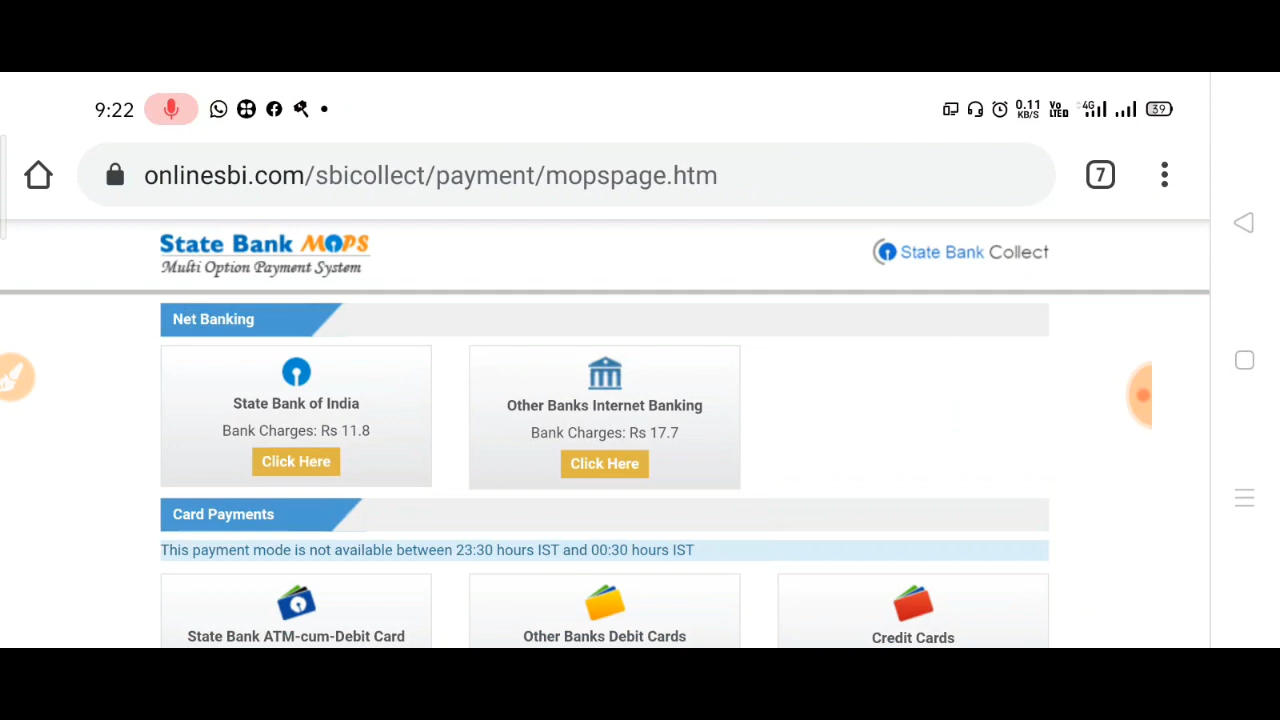 9:22
0.11 KB/S Vo LTE 4G 39
onlinesbi.com/sbicollect/payment/mopspage.htm
7
State Bank MOPS
Multi Option Payment System
State Bank Collect
Net Banking
State Bank of India
Bank Charges: Rs 11.8
Click Here
Other Banks Internet Banking
Bank Charges: Rs 17.7
Click Here
Card Payments
This payment mode is not available between 23:30 hours IST and 00:30 hours IST
State Bank ATM-cum-Debit Card
Other Banks Debit Cards
Credit Cards